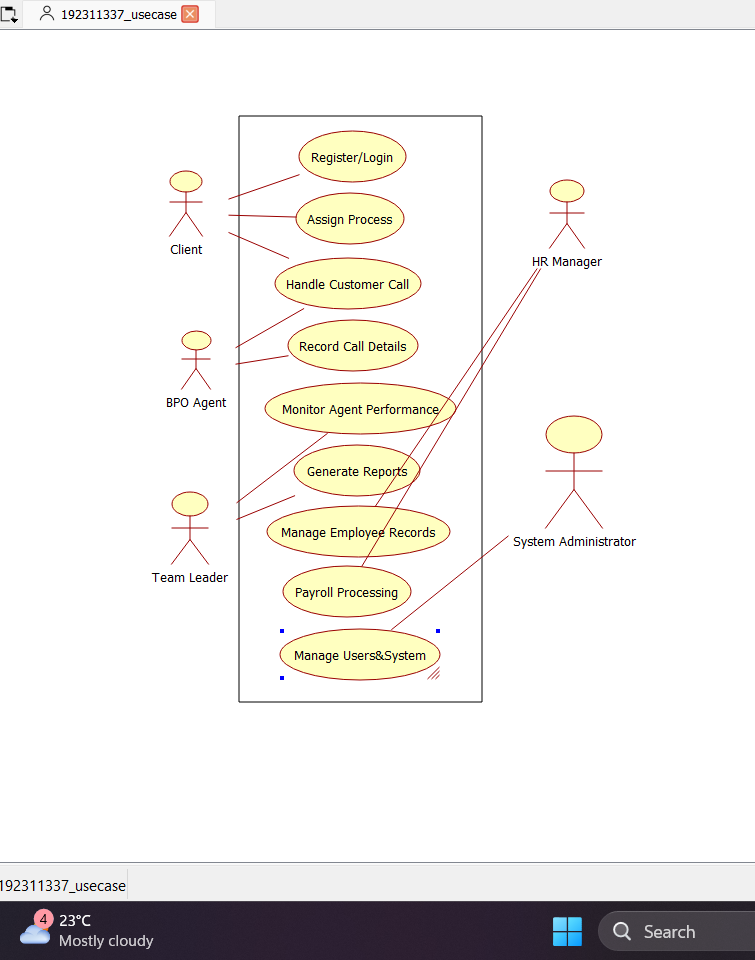 192311337_usecase
Register/Login
Assign Process
Client
HR Manager
Handle Customer Call
Record Call Details
BPO Agent
Monitor Agent Performance
Generate Reports
Manage Employee Records
System Administrator
Team Leader
Payroll Processing
Manage Users&System
192311337_usecase
4
23°C
Mostly cloudy
Search